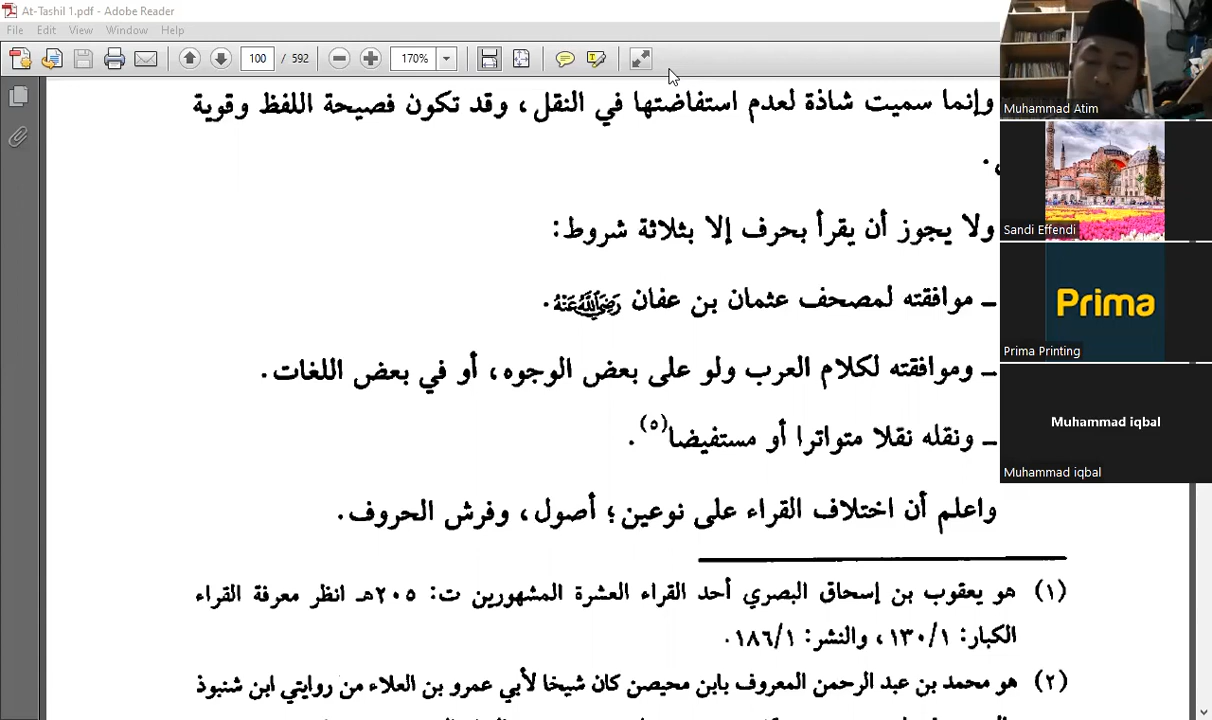 At-Tashil 1.pdf - Adobe Reader
File Edit View Window Help
100 / 592 170%
وإنما سميت شاذة لعدم استفاضتها في النقل، وقد تكون فصيحة اللفظ وقوية
ولا يجوز أن يقرأ بحرف إلا بثلاثة شروط:
ـ موافقته لمصحف عثمان بن عفان رَضِيَ اللَّهُ عَنْهُ.
ـ وموافقته لكلام العرب ولو على بعض الوجوه، أو في بعض اللغات.
ـ ونقله نقلا متواترا أو مستفيضا(٥).
واعلم أن اختلاف القراء على نوعين؛ أصول، وفرش الحروف.
(١) هو يعقوب بن إسحاق البصري أحد القراء العشرة المشهورين ت: ٢٠٥هـ انظر معرفة القراء
الكبار: ١/١٣٠، والنشر: ١/١٨٦.
(٢) هو محمد بن عبد الرحمن المعروف بابن محيصن كان شيخا لأبي عمرو بن العلاء من روايتي ابن شنبوذ
Muhammad Atim
Sandi Effendi
Prima
Prima Printing
Muhammad iqbal
Muhammad iqbal